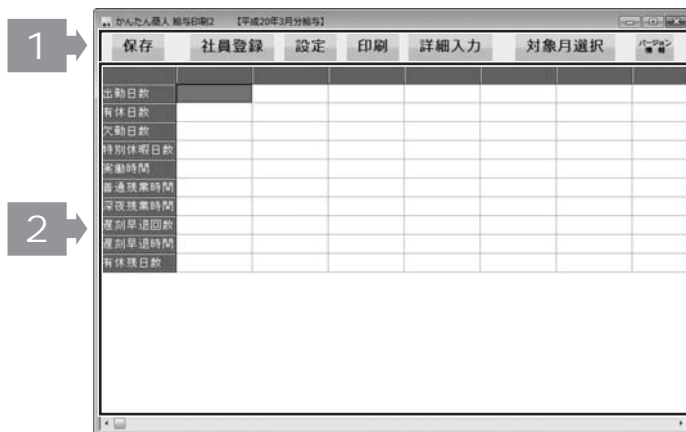 かんたん商人 給与印刷2 【平成20年3月分給与】
1
保存 社員登録 設定 印刷 詳細入力 対象月選択 バージョン情報
出勤日数
有休日数
欠勤日数
特別休暇日数
実働時間
普通残業時間
深夜残業時間
2
遅刻早退回数
遅刻早退時間
有休残日数